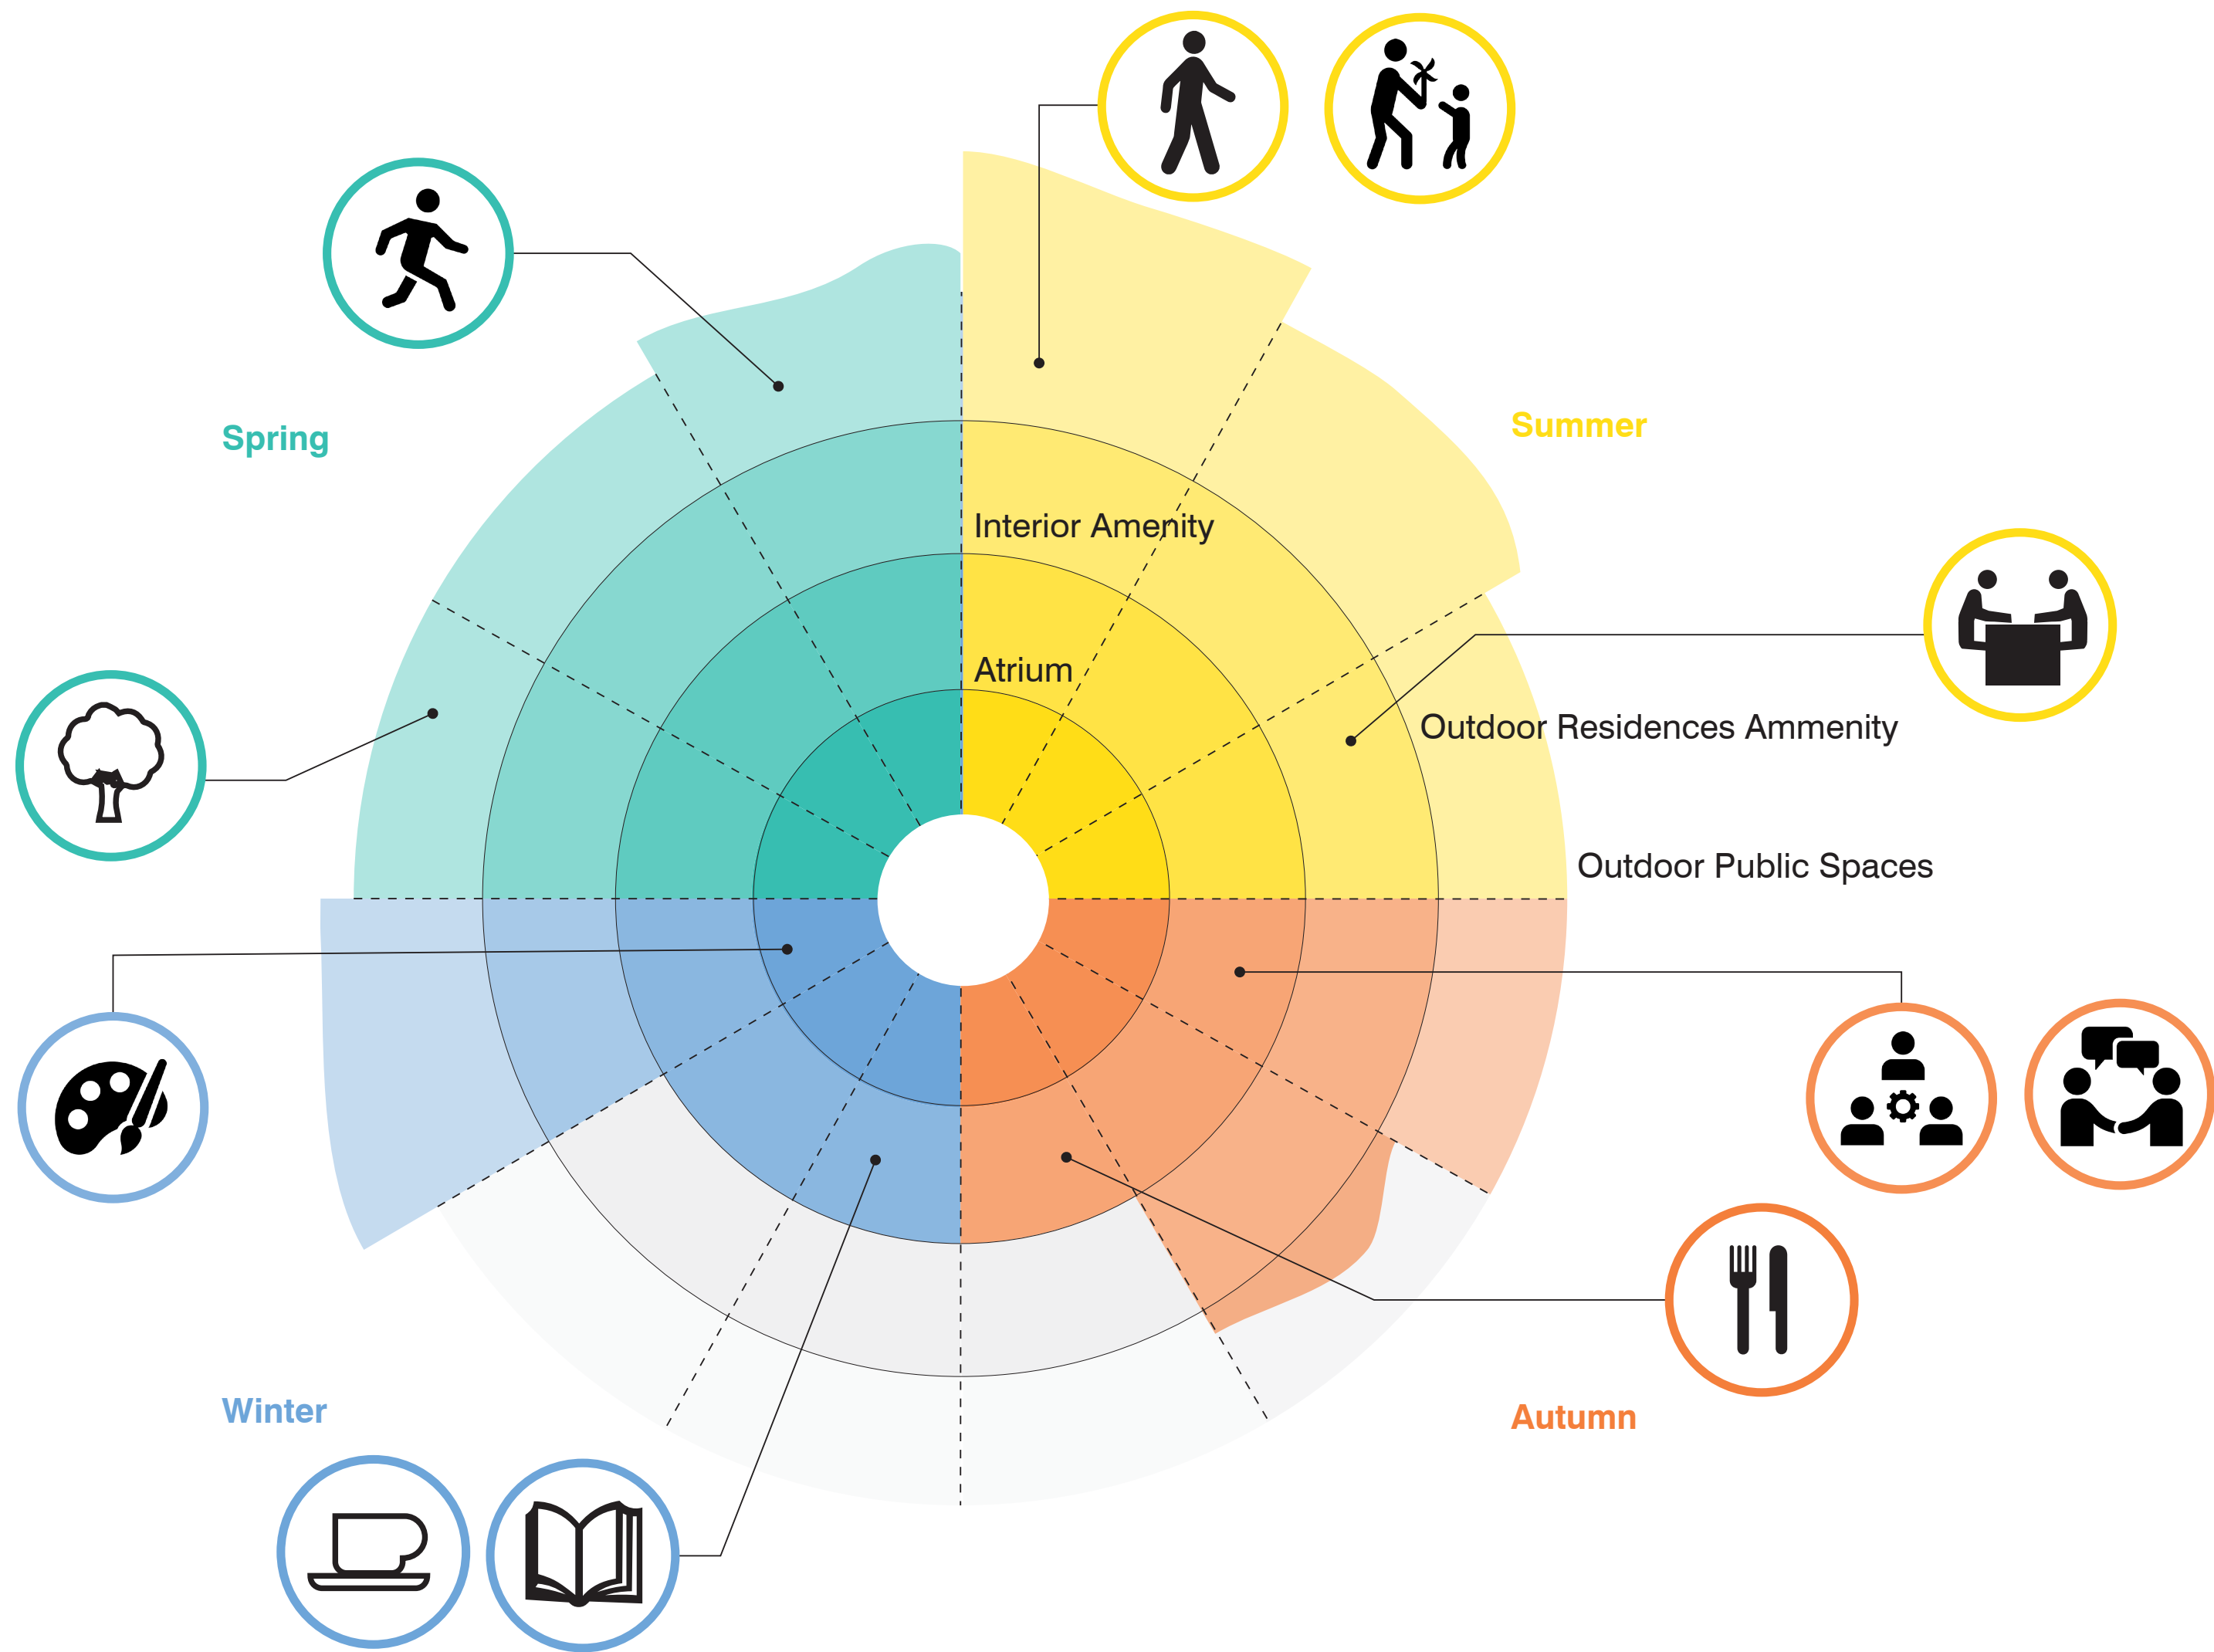 Spring
Summer
Interior Amenity
Atrium
Outdoor Residences Ammenity
Outdoor Public Spaces
Winter
Autumn